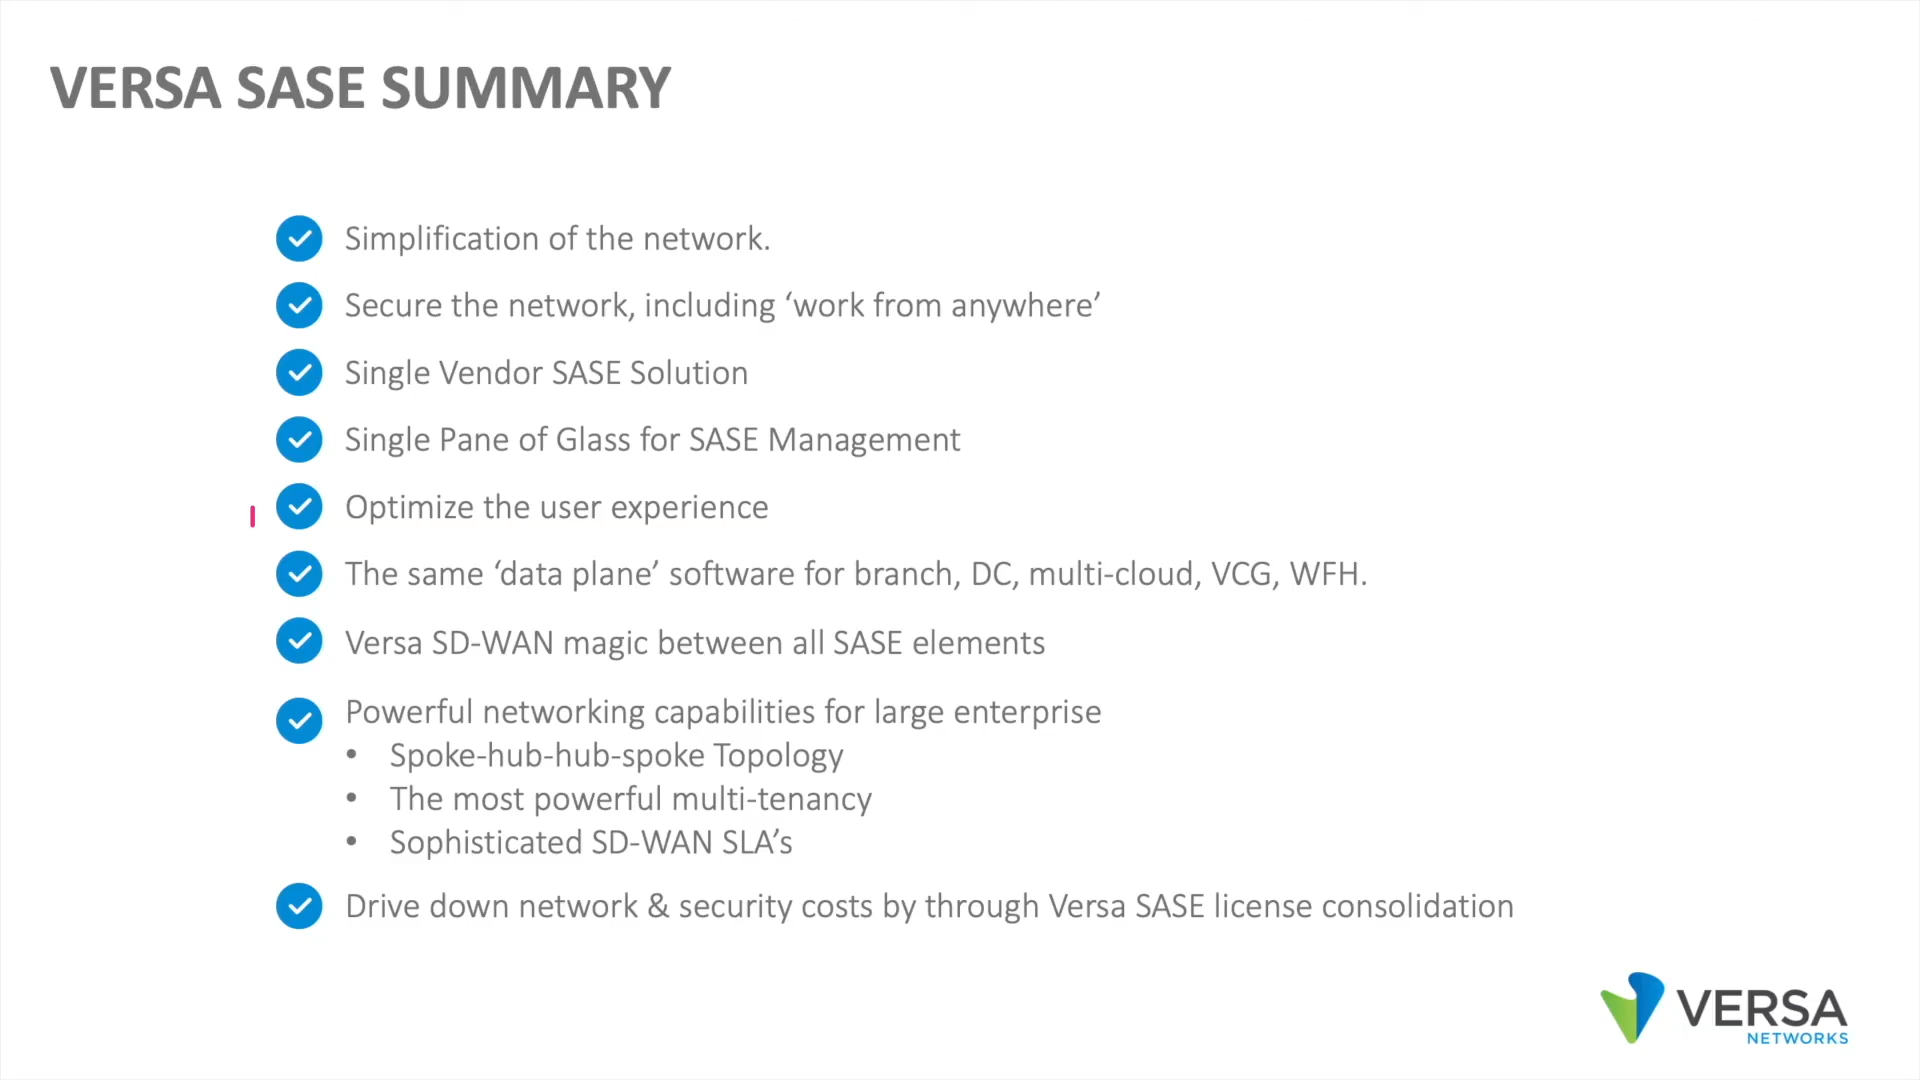 VERSA SASE SUMMARY
Simplification of the network.
Secure the network, including ‘work from anywhere’
Single Vendor SASE Solution
Single Pane of Glass for SASE Management
Optimize the user experience
The same ‘data plane’ software for branch, DC, multi-cloud, VCG, WFH.
Versa SD-WAN magic between all SASE elements
Powerful networking capabilities for large enterprise
• Spoke-hub-hub-spoke Topology
• The most powerful multi-tenancy
• Sophisticated SD-WAN SLA’s
Drive down network & security costs by through Versa SASE license consolidation
VERSA
NETWORKS